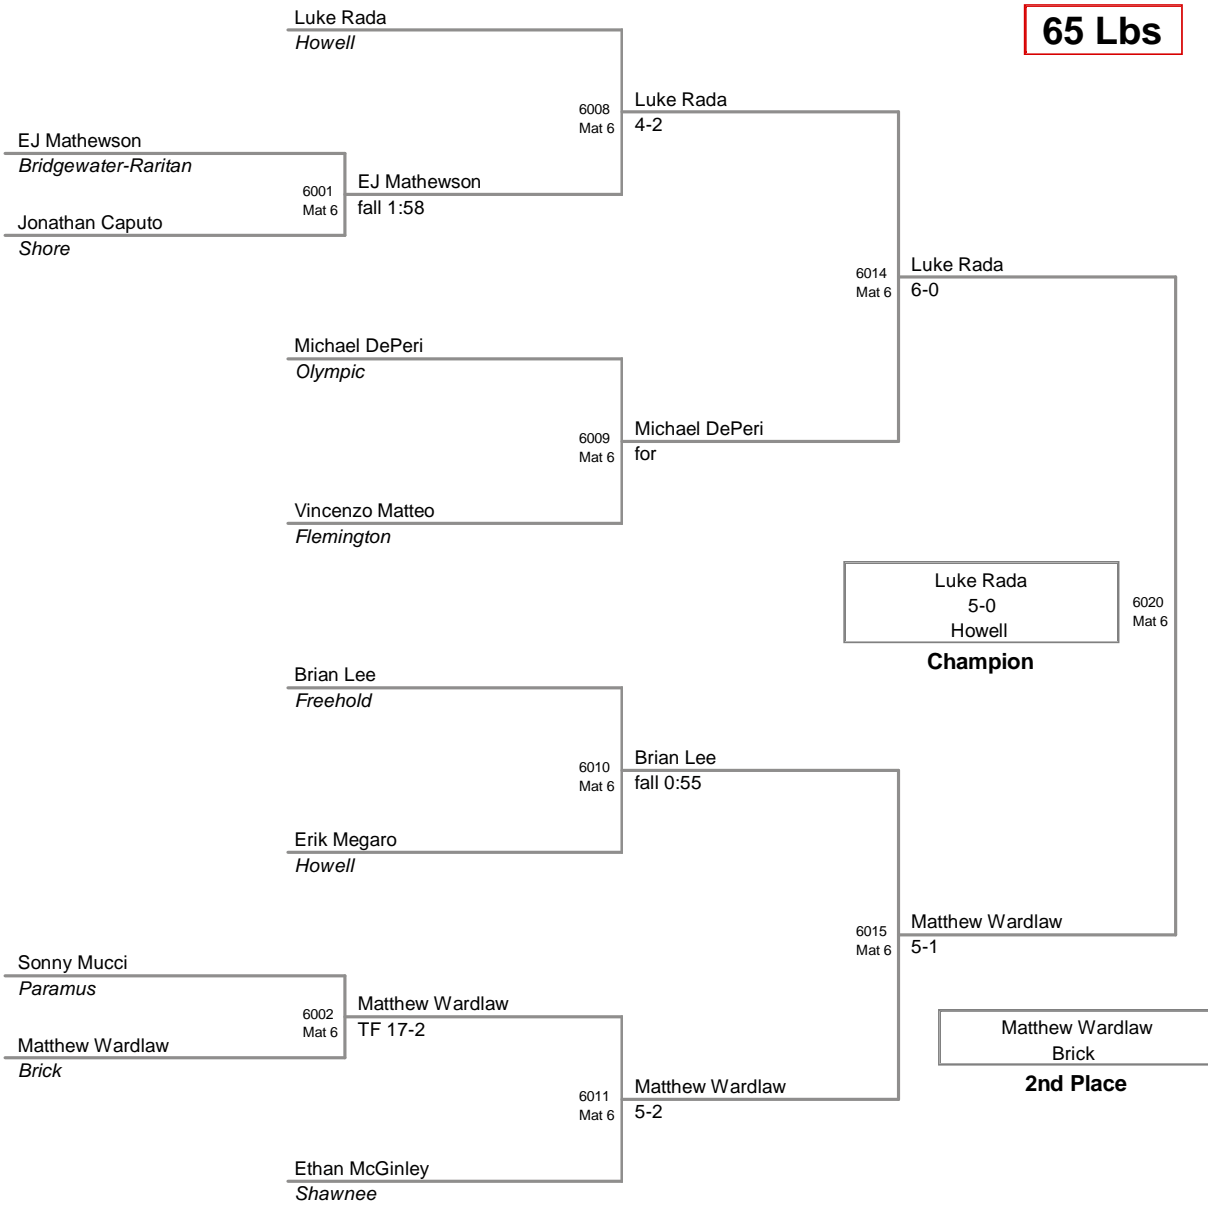 65 Lbs
Luke Rada
Howell
6008
Mat 6
Luke Rada
4-2
EJ Mathewson
Bridgewater-Raritan
6001
Mat 6
EJ Mathewson
fall 1:58
Jonathan Caputo
Shore
6014
Mat 6
Luke Rada
6-0
Michael DePeri
Olympic
6009
Mat 6
Michael DePeri
for
Vincenzo Matteo
Flemington
Luke Rada
5-0
Howell
Champion
6020
Mat 6
Brian Lee
Freehold
6010
Mat 6
Brian Lee
fall 0:55
Erik Megaro
Howell
6015
Mat 6
Matthew Wardlaw
5-1
Sonny Mucci
Paramus
6002
Mat 6
Matthew Wardlaw
TF 17-2
Matthew Wardlaw
Brick
6011
Mat 6
Matthew Wardlaw
5-2
Matthew Wardlaw
Brick
2nd Place
Ethan McGinley
Shawnee